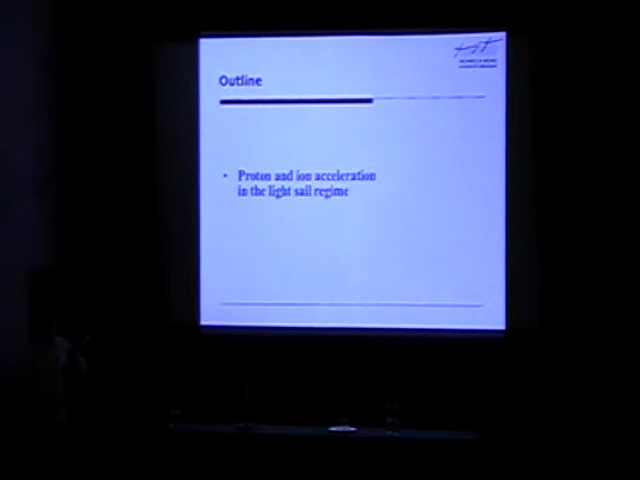 Outline
• Proton and ion acceleration
in the light sail regime